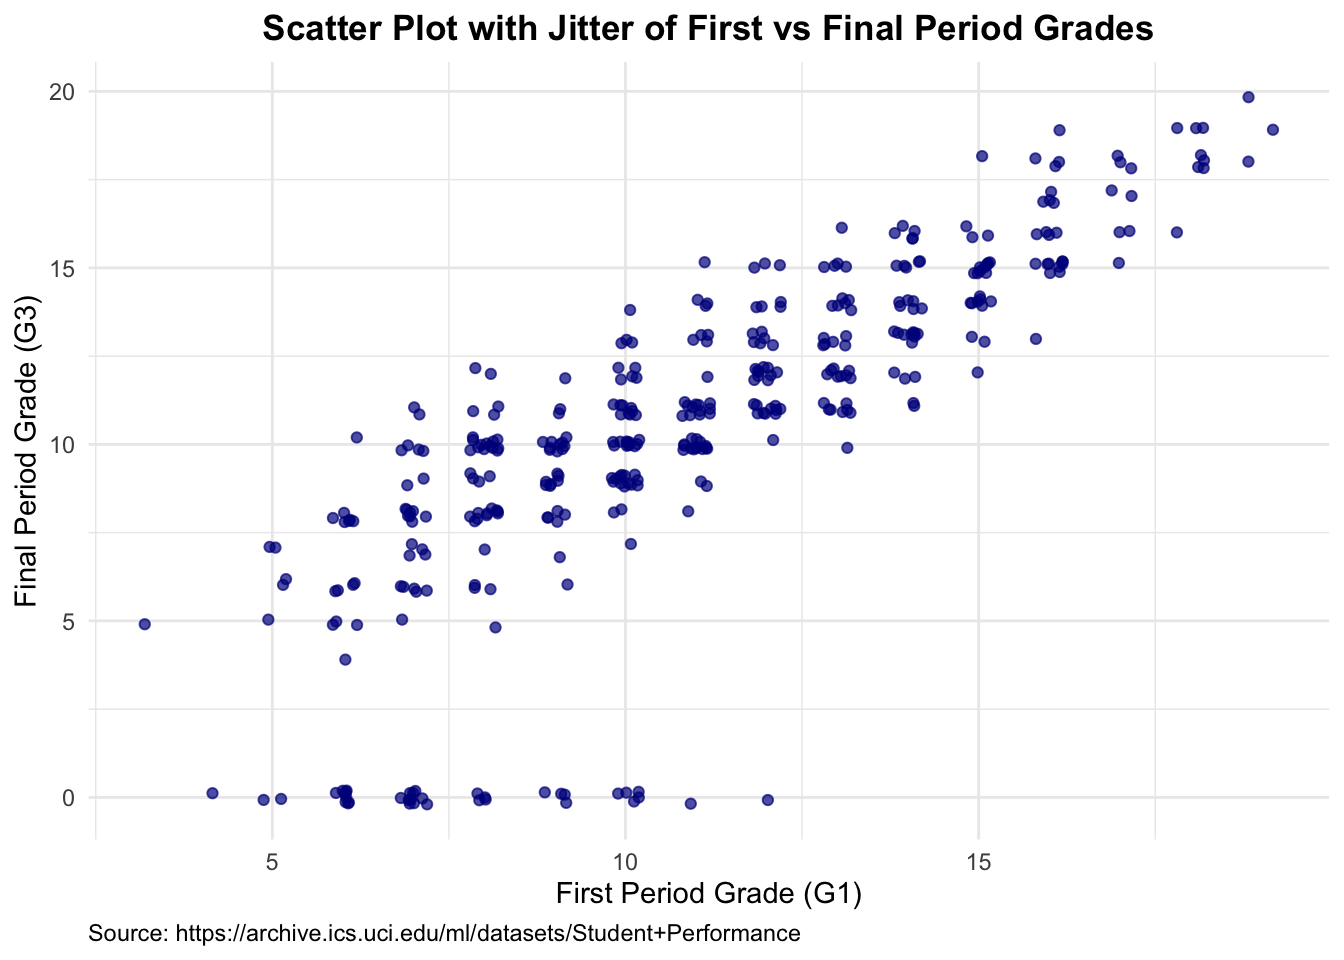 Scatter Plot with Jitter of First vs Final Period Grades
20
15
10
5
0
Final Period Grade (G3)
5 10 15
First Period Grade (G1)
Source: https://archive.ics.uci.edu/ml/datasets/Student+Performance